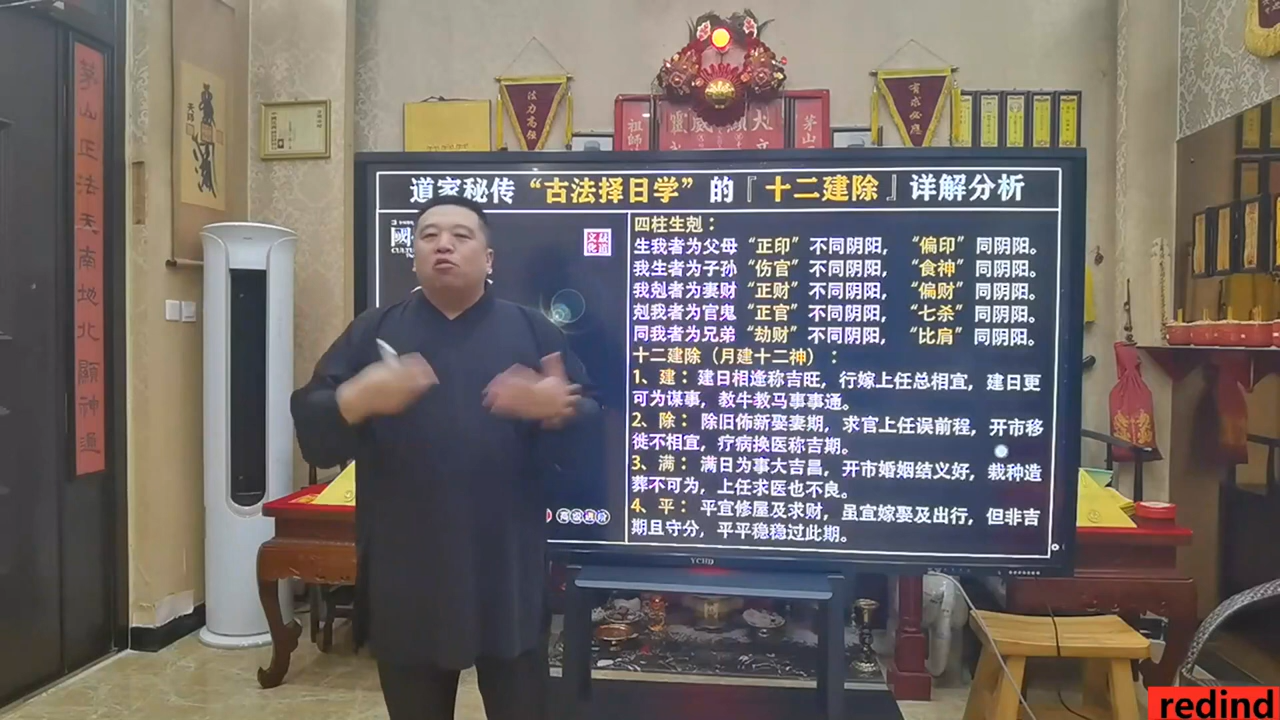 茅山正法天南地北顯神通
法力高强
有求必應
道家秘传“古法择日学”的『十二建除』详解分析
國
文化
四柱生剋：
生我者为父母“正印”不同阴阳，“偏印”同阴阳。
我生者为子孙“伤官”不同阴阳，“食神”同阴阳。
我剋者为妻财“正财”不同阴阳，“偏财”同阴阳。
剋我者为官鬼“正官”不同阴阳，“七杀”同阴阳。
同我者为兄弟“劫财”不同阴阳，“比肩”同阴阳。
十二建除（月建十二神）：
1、建：建日相逢称吉旺，行嫁上任总相宜，建日更
可为谋事，教牛教马事事通。
2、除：除旧佈新娶妻期，求官上任误前程，开市移
徙不相宜，疗病换医称吉期。
3、满：满日为事大吉昌，开市婚姻结义好，栽种造
葬不可为，上任求医也不良。
4、平：平宜修屋及求财，虽宜嫁娶及出行，但非吉
期且守分，平平稳稳过此期。
redind